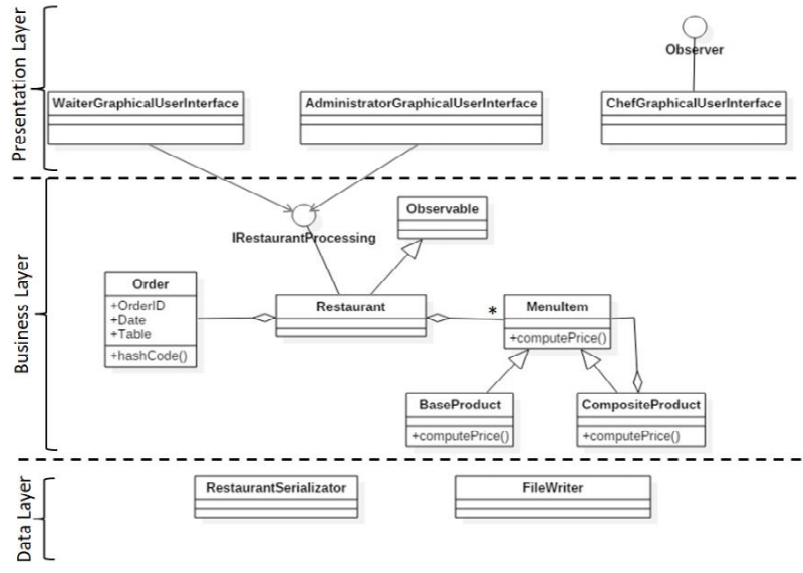 Presentation Layer
Observer
WaiterGraphicalUserInterface
AdministratorGraphicalUserInterface
ChefGraphicalUserInterface
Business Layer
Observable
IRestaurantProcessing
Order
+OrderID
+Date
+Table
+hashCode()
Restaurant
*
MenuItem
+computePrice()
BaseProduct
+computePrice()
CompositeProduct
+computePrice()
Data Layer
RestaurantSerializator
FileWriter